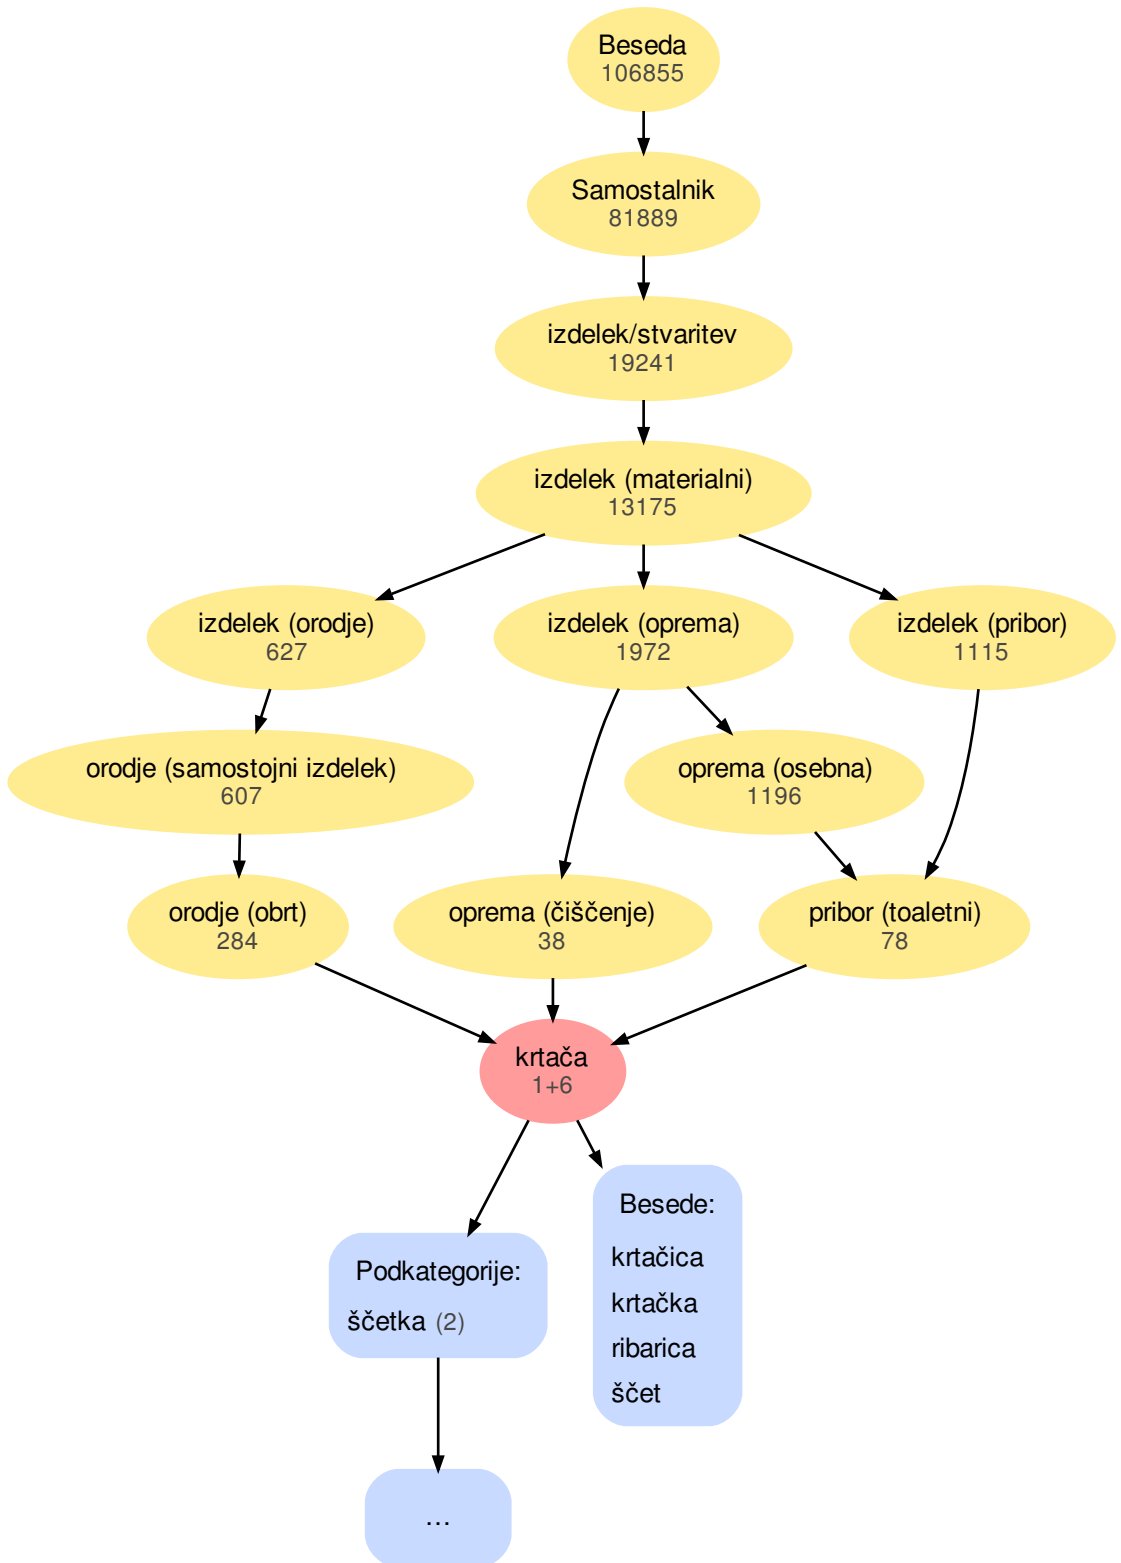 Beseda
106855
Samostalnik
81889
izdelek/stvaritev
19241
izdelek (materialni)
13175
izdelek (orodje)
627
izdelek (oprema)
1972
izdelek (pribor)
1115
orodje (samostojni izdelek)
607
oprema (osebna)
1196
orodje (obrt)
284
oprema (čiščenje)
38
pribor (toaletni)
78
krtača
1+6
Podkategorije:
ščetka (2)
Besede:
krtačica
krtačka
ribarica
ščet
...